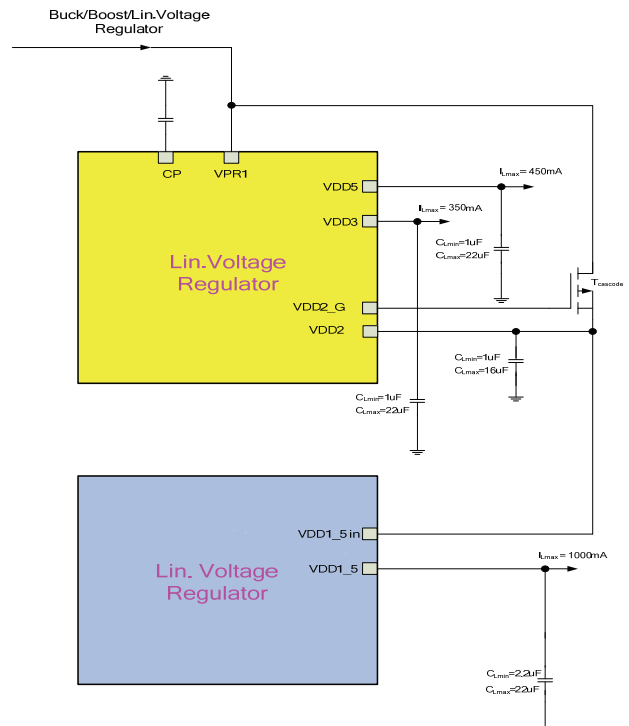 Buck/Boost/Lin.Voltage
Regulator
CP
VPR1
VDD5
ILmax = 450mA
VDD3
ILmax = 350mA
CLmin=1uF
CLmax=22uF
Lin.Voltage
Regulator
Tcascode
VDD2_G
VDD2
CLmin=1uF
CLmax=16uF
CLmin=1uF
CLmax=22uF
VDD1_5in
ILmax = 1000mA
VDD1_5
Lin. Voltage
Regulator
CLmin=2,2uF
CLmax=22uF